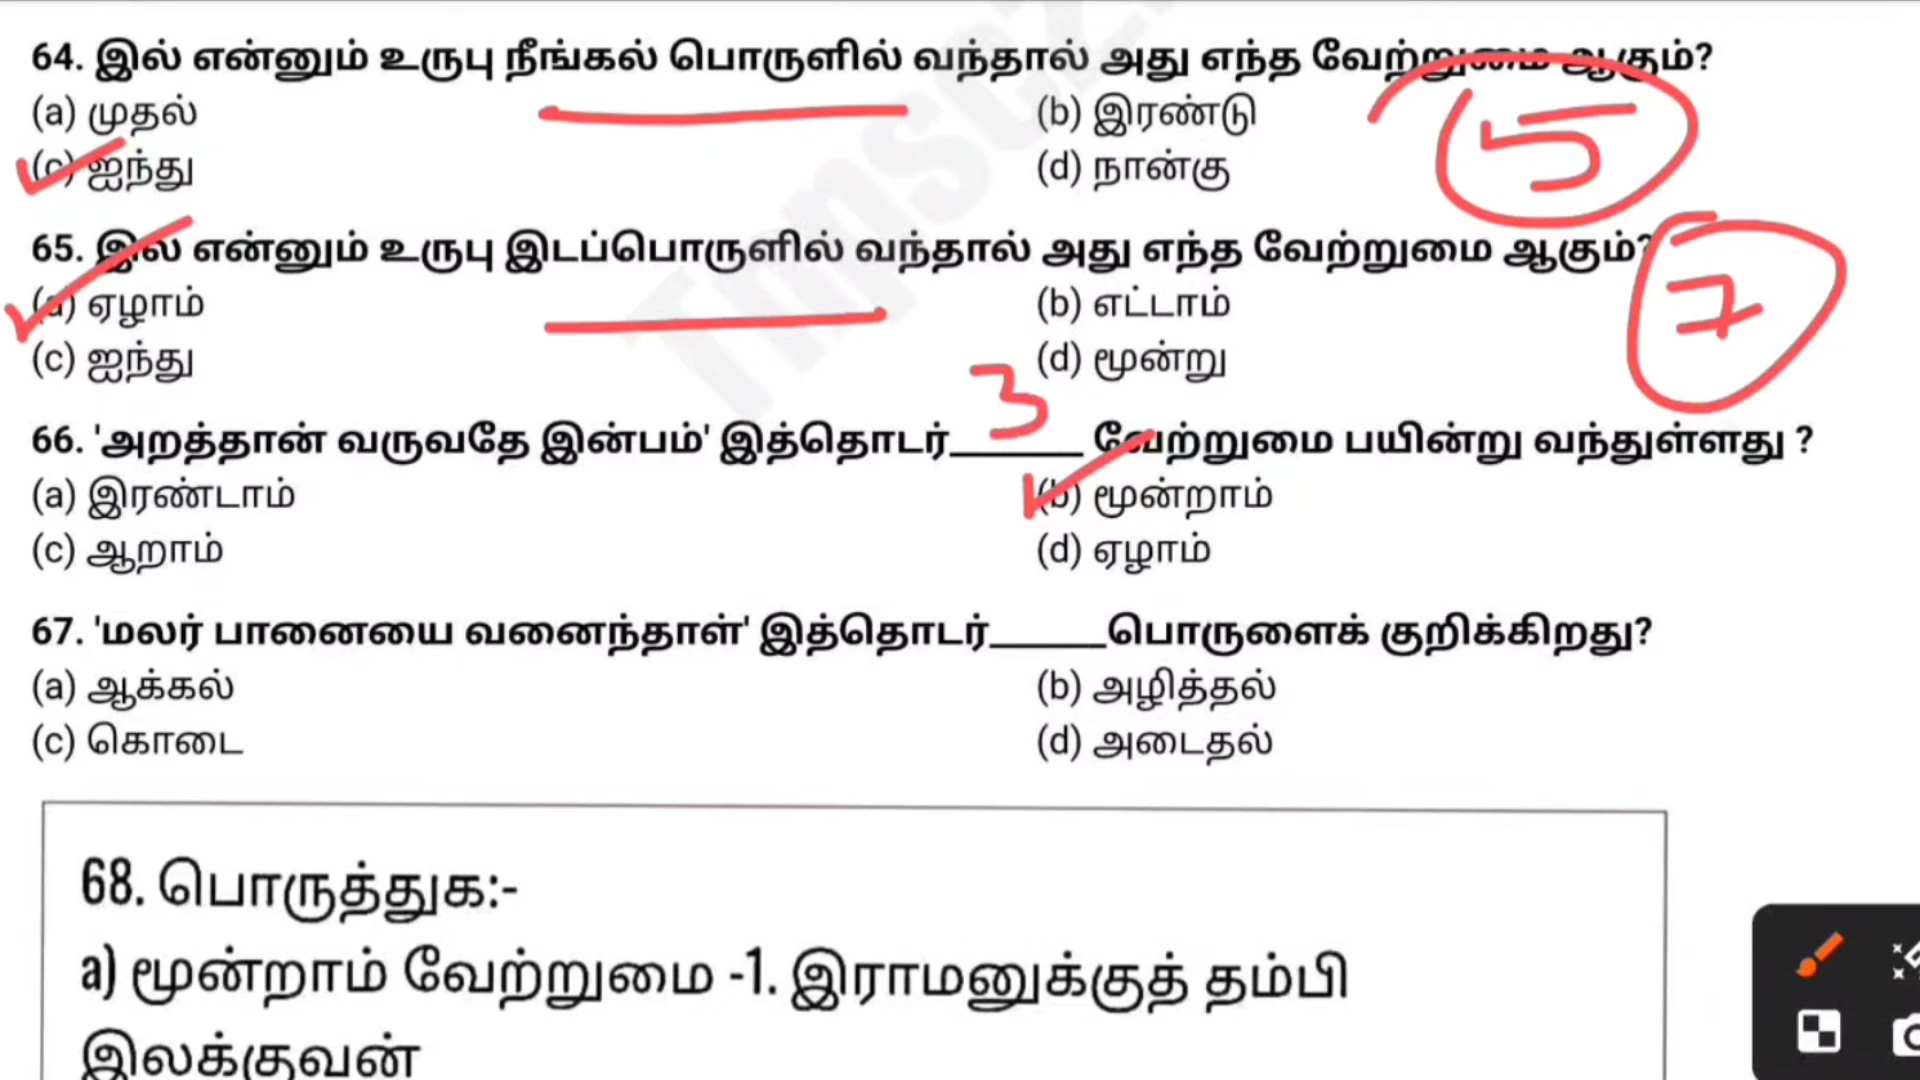 64. இல் என்னும் உருபு நீங்கல் பொருளில் வந்தால் அது எந்த வேற்றுமை ஆகும்?
(a) முதல் (b) இரண்டு
(c) ஐந்து (d) நான்கு
5
65. இல் என்னும் உருபு இடப்பொருளில் வந்தால் அது எந்த வேற்றுமை ஆகும்?
(a) ஏழாம் (b) எட்டாம்
7
(c) ஐந்து (d) மூன்று
3
66. 'அறத்தான் வருவதே இன்பம்' இத்தொடர்______ வேற்றுமை பயின்று வந்துள்ளது ?
(a) இரண்டாம் (b) மூன்றாம்
(c) ஆறாம் (d) ஏழாம்
67. 'மலர் பானையை வனைந்தாள்' இத்தொடர்_____பொருளைக் குறிக்கிறது?
(a) ஆக்கல் (b) அழித்தல்
(c) கொடை (d) அடைதல்
68. பொருத்துக:-
a) மூன்றாம் வேற்றுமை -1. இராமனுக்குத் தம்பி
இலக்குவன்